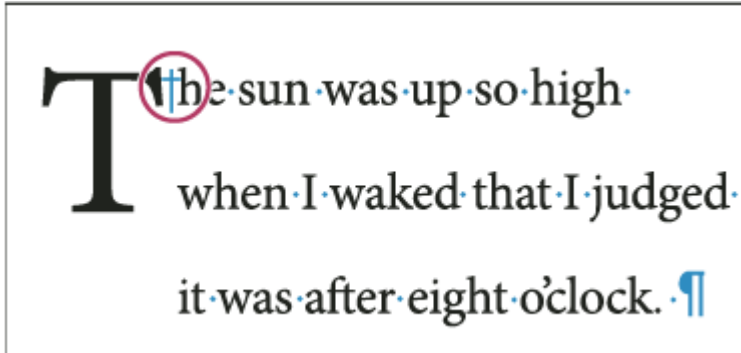 The sun was up so high
when I waked that I judged
it was after eight o’clock. ¶